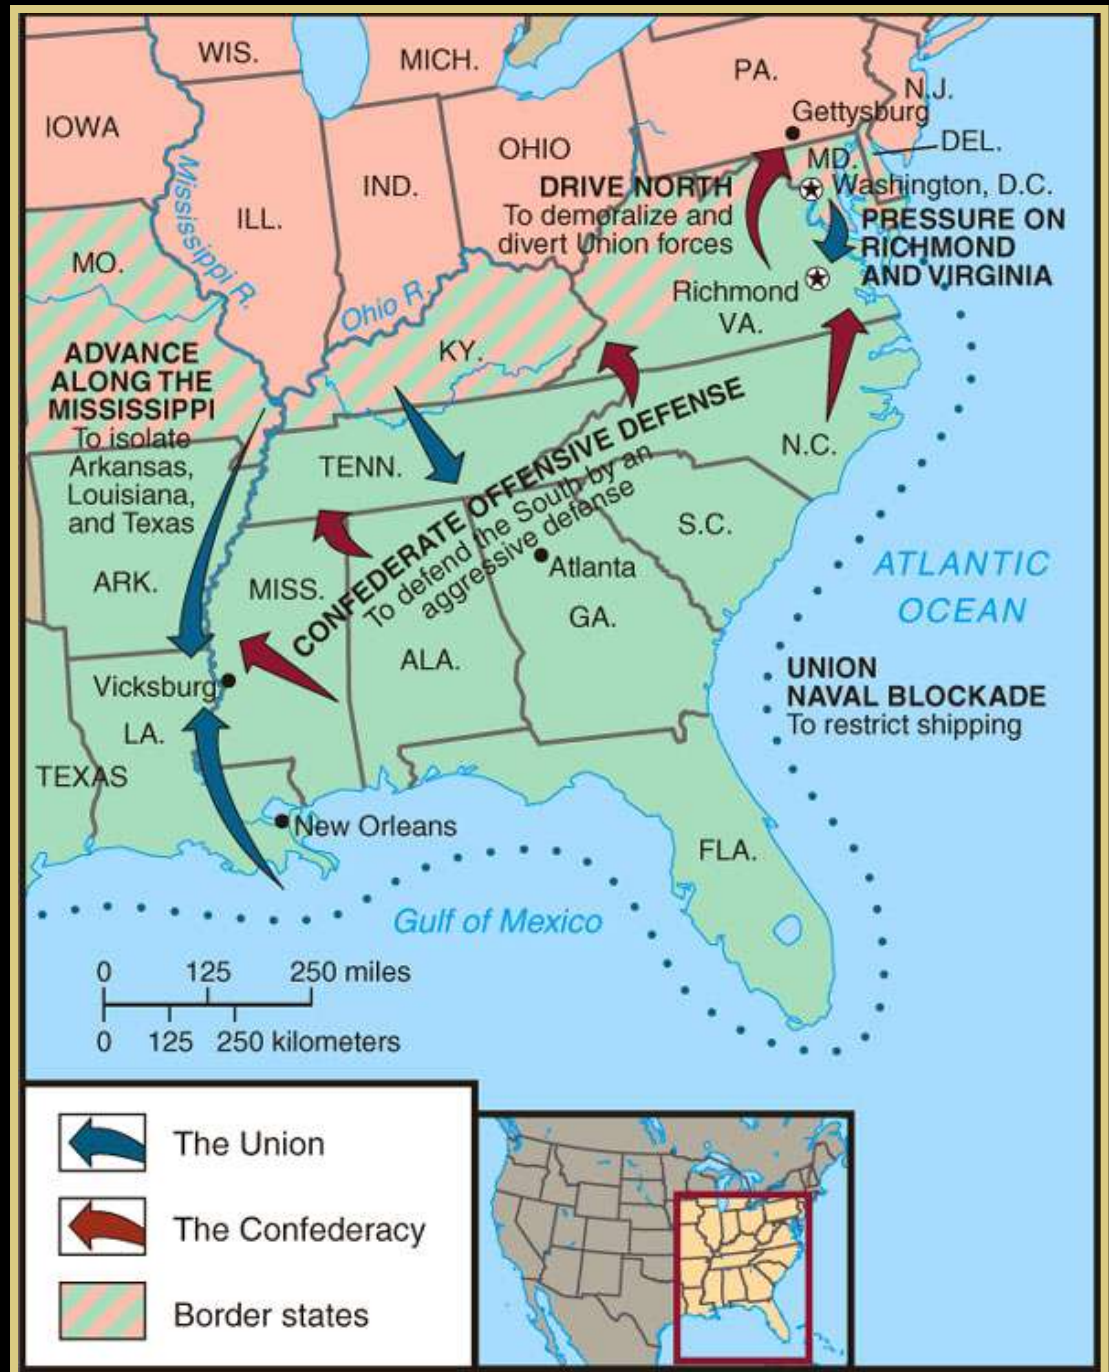 WIS.
MICH.
PA.
N.J.
IOWA
Gettysburg
OHIO
DEL.
MD.
IND.
DRIVE NORTH
To demoralize and
divert Union forces
Washington, D.C.
ILL.
Mississippi R.
PRESSURE ON
RICHMOND
AND VIRGINIA
MO.
Richmond
Ohio R.
VA.
KY.
ADVANCE
ALONG THE
MISSISSIPPI
To isolate
Arkansas,
Louisiana,
and Texas
CONFEDERATE OFFENSIVE DEFENSE
To defend the South by an
aggressive defense
N.C.
TENN.
S.C.
ATLANTIC
OCEAN
Atlanta
ARK.
MISS.
GA.
ALA.
UNION
NAVAL BLOCKADE
To restrict shipping
Vicksburg
LA.
TEXAS
New Orleans
FLA.
Gulf of Mexico
0 125 250 miles
0 125 250 kilometers
The Union
The Confederacy
Border states